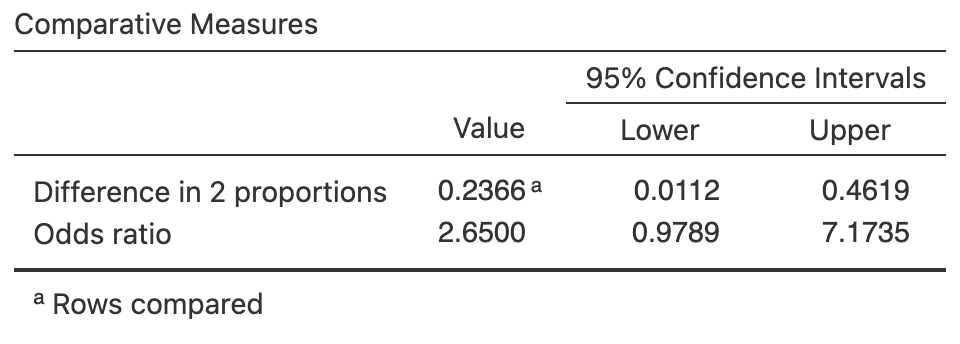 Comparative Measures
95% Confidence Intervals
Value Lower Upper
Difference in 2 proportions 0.2366 ᵃ 0.0112 0.4619
Odds ratio 2.6500 0.9789 7.1735
ᵃ Rows compared